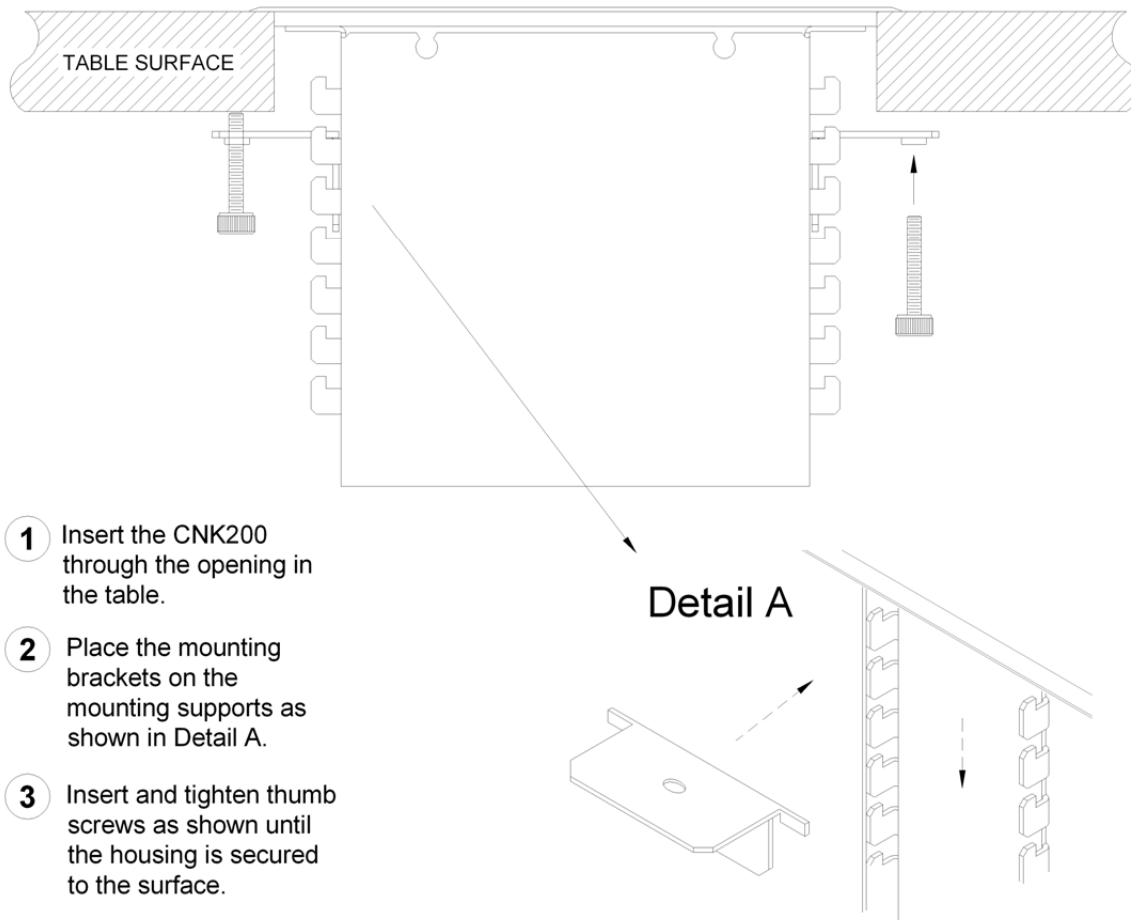 TABLE SURFACE
1 Insert the CNK200
through the opening in
the table.
2 Place the mounting
brackets on the
mounting supports as
shown in Detail A.
3 Insert and tighten thumb
screws as shown until
the housing is secured
to the surface.
Detail A